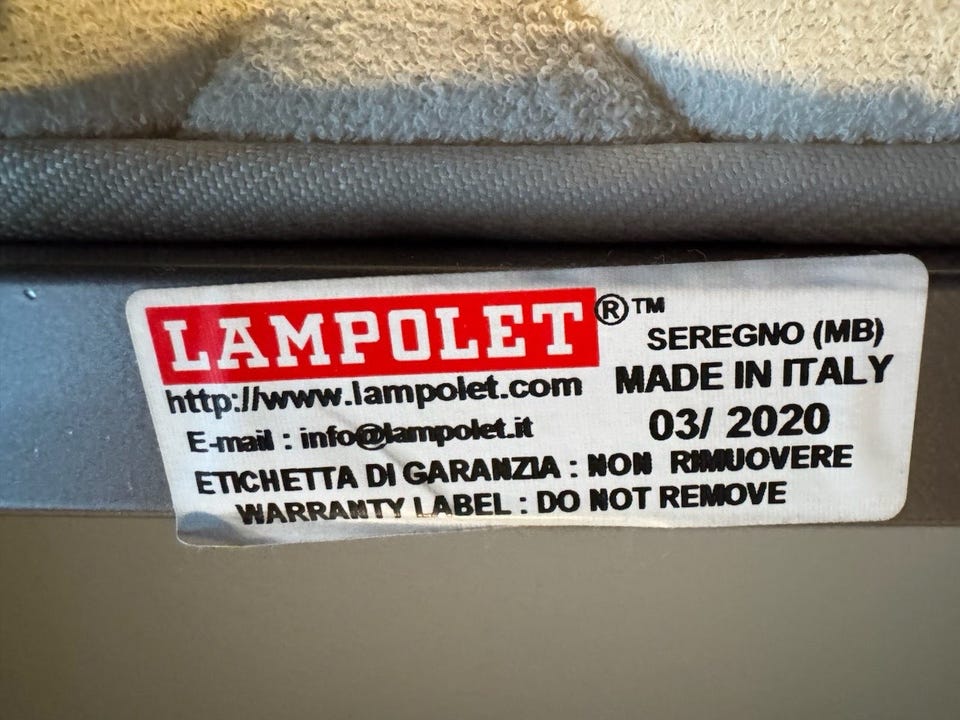 LAMPOLET®™
SEREGNO (MB)
http://www.lampolet.com
MADE IN ITALY
E-mail : info@lampolet.it
03/ 2020
ETICHETTA DI GARANZIA : NON RIMUOVERE
WARRANTY LABEL : DO NOT REMOVE